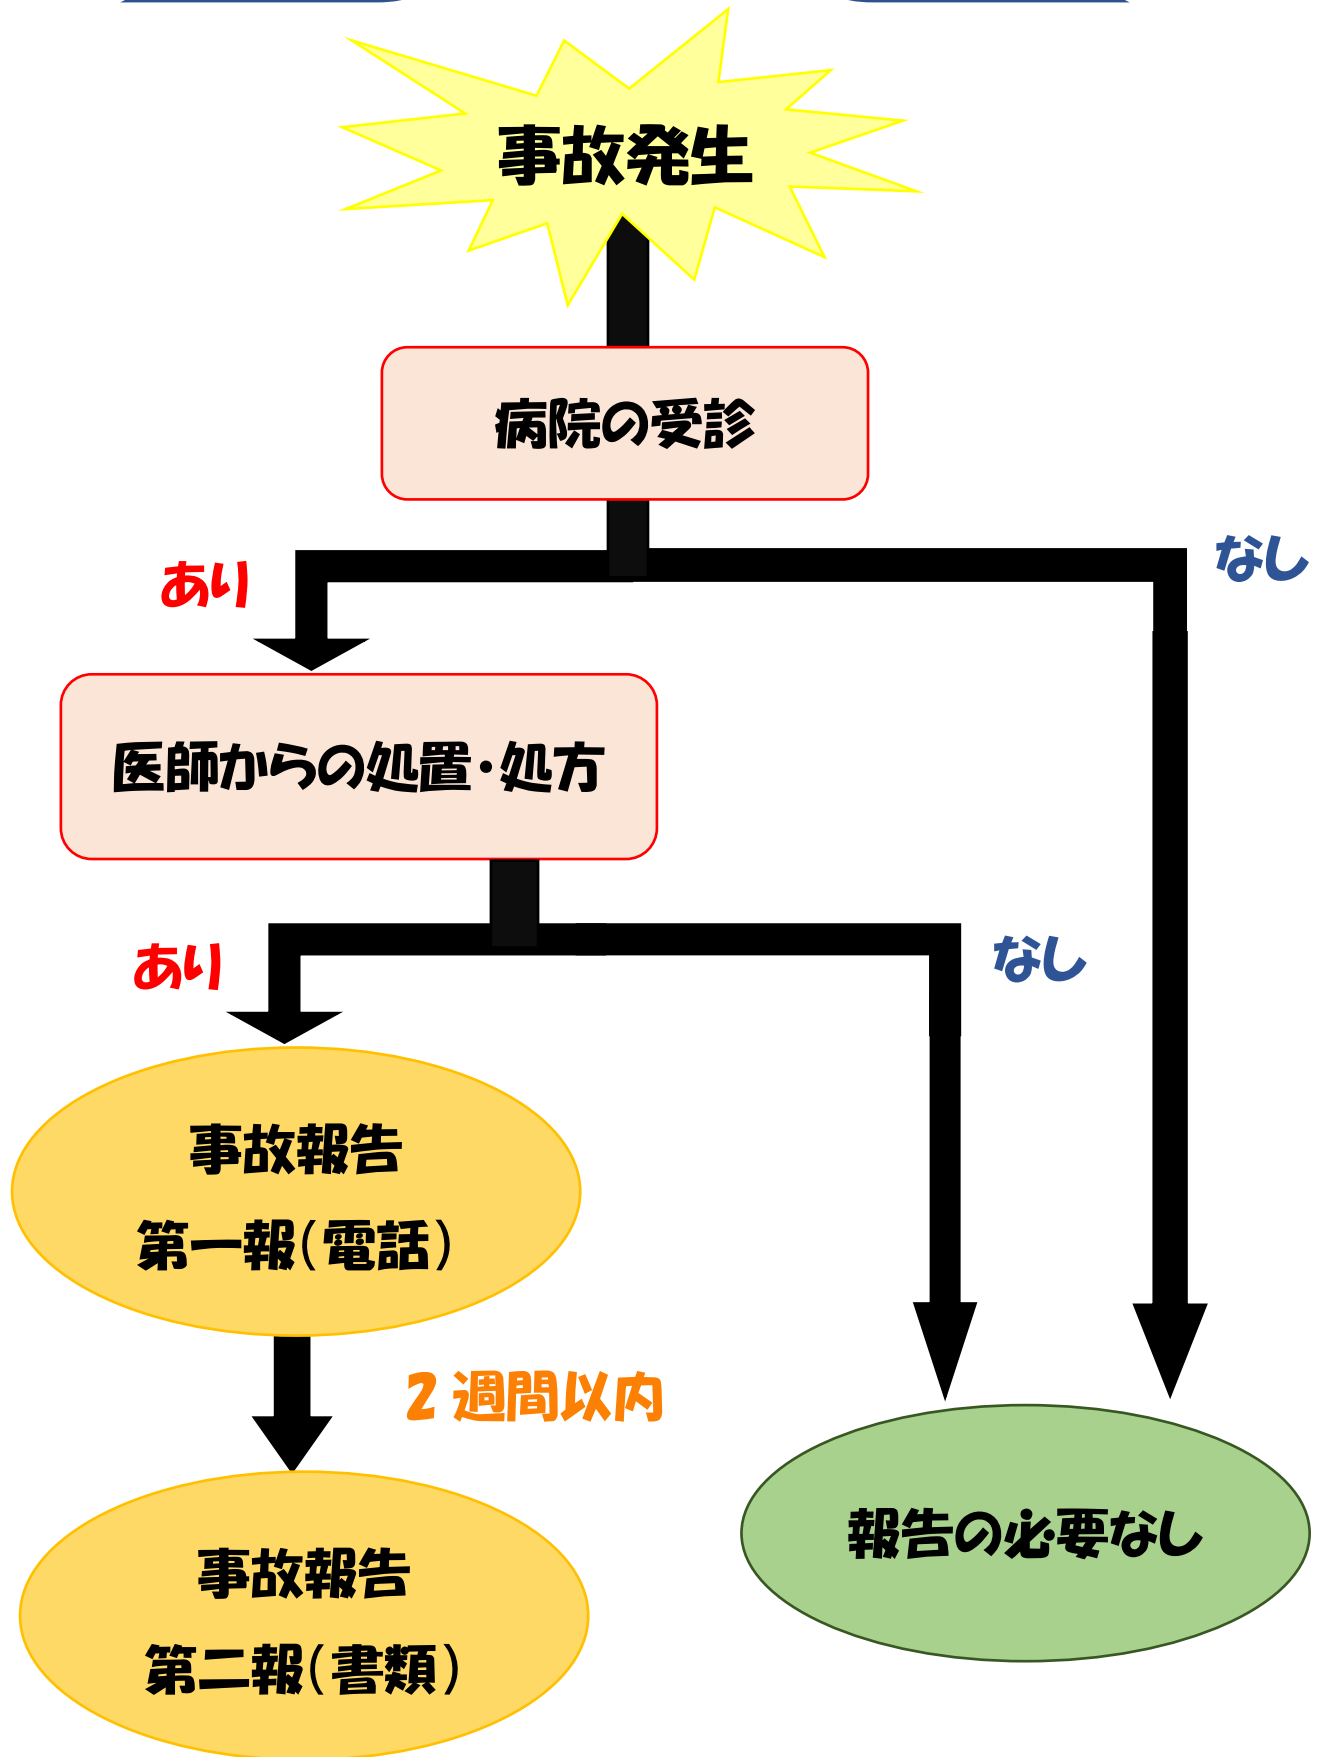 事故発生
病院の受診
あり
なし
医師からの処置・処方
あり
なし
事故報告
第一報(電話)
2週間以内
事故報告
第二報(書類)
報告の必要なし